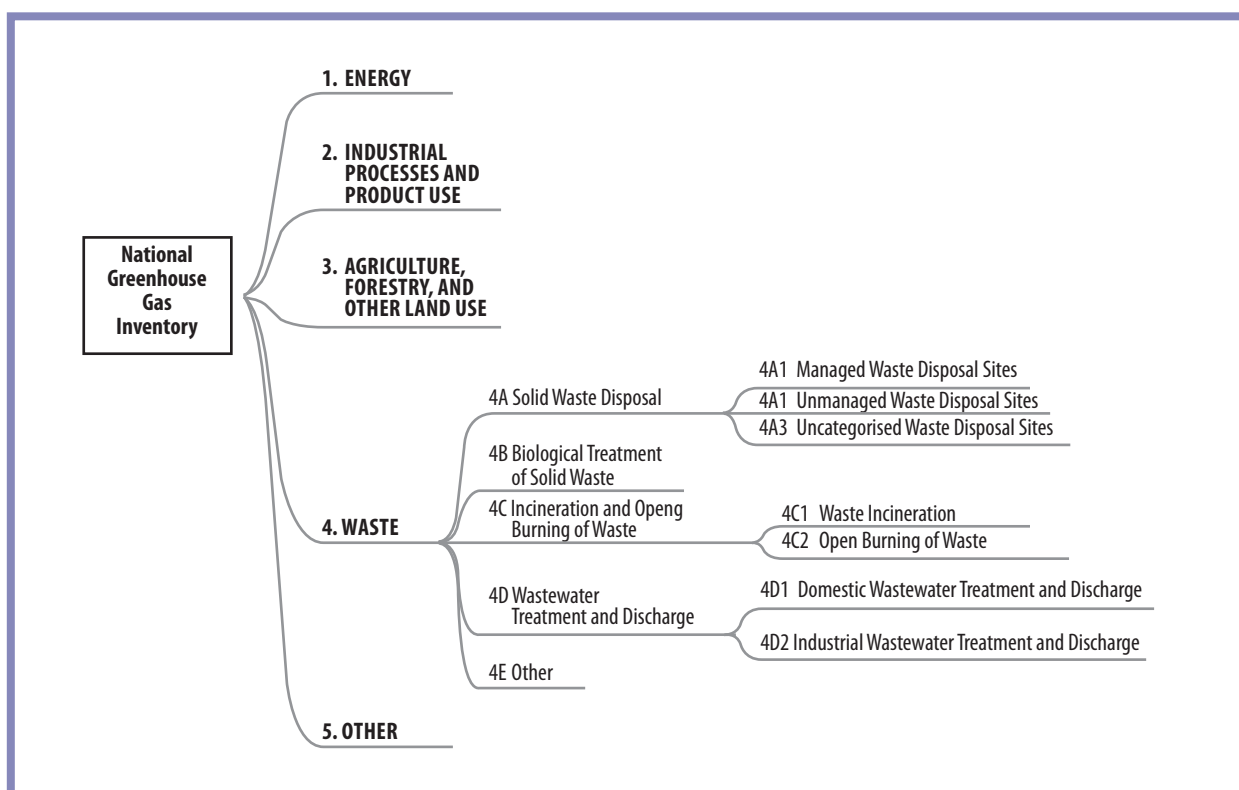 National
Greenhouse
Gas
Inventory
1. ENERGY
2. INDUSTRIAL
PROCESSES AND
PRODUCT USE
3. AGRICULTURE,
FORESTRY, AND
OTHER LAND USE
4. WASTE
4A Solid Waste Disposal
4A1 Managed Waste Disposal Sites
4A1 Unmanaged Waste Disposal Sites
4A3 Uncategorised Waste Disposal Sites
4B Biological Treatment
of Solid Waste
4C Incineration and Openg
Burning of Waste
4C1 Waste Incineration
4C2 Open Burning of Waste
4D Wastewater
Treatment and Discharge
4D1 Domestic Wastewater Treatment and Discharge
4D2 Industrial Wastewater Treatment and Discharge
4E Other
5. OTHER